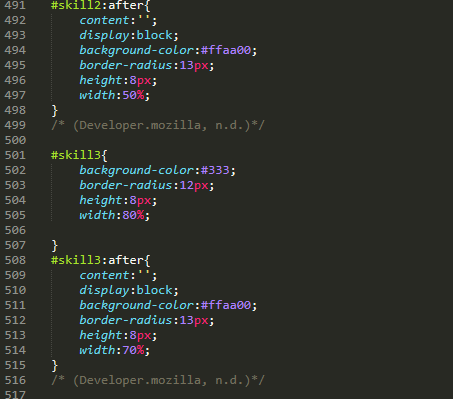 491 #skill2:after{
492 content:'';
493 display:block;
494 background-color:#ffaa00;
495 border-radius:13px;
496 height:8px;
497 width:50%;
498 }
499 /* (Developer.mozilla, n.d.)*/
500
501 #skill3{
502 background-color:#333;
503 border-radius:12px;
504 height:8px;
505 width:80%;
506
507 }
508 #skill3:after{
509 content:'';
510 display:block;
511 background-color:#ffaa00;
512 border-radius:13px;
513 height:8px;
514 width:70%;
515 }
516 /* (Developer.mozilla, n.d.)*/
517